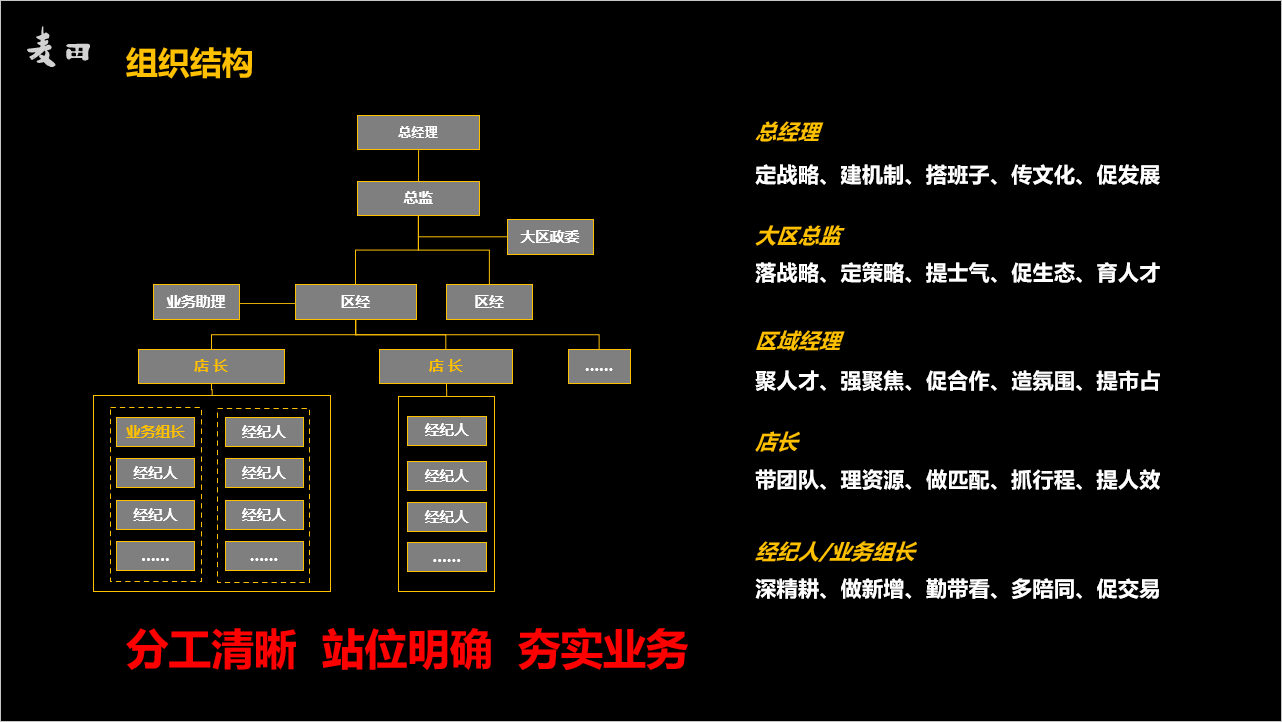 麦田
组织结构
总经理
总监
大区政委
业务助理
区经
区经
店 长
店 长
......
业务组长
经纪人
经纪人
......
经纪人
经纪人
经纪人
......
经纪人
经纪人
经纪人
......
总经理
定战略、建机制、搭班子、传文化、促发展
大区总监
落战略、定策略、提士气、促生态、育人才
区域经理
聚人才、强聚焦、促合作、造氛围、提市占
店长
带团队、理资源、做匹配、抓行程、提人效
经纪人/业务组长
深精耕、做新增、勤带看、多陪同、促交易
分工清晰 站位明确 夯实业务